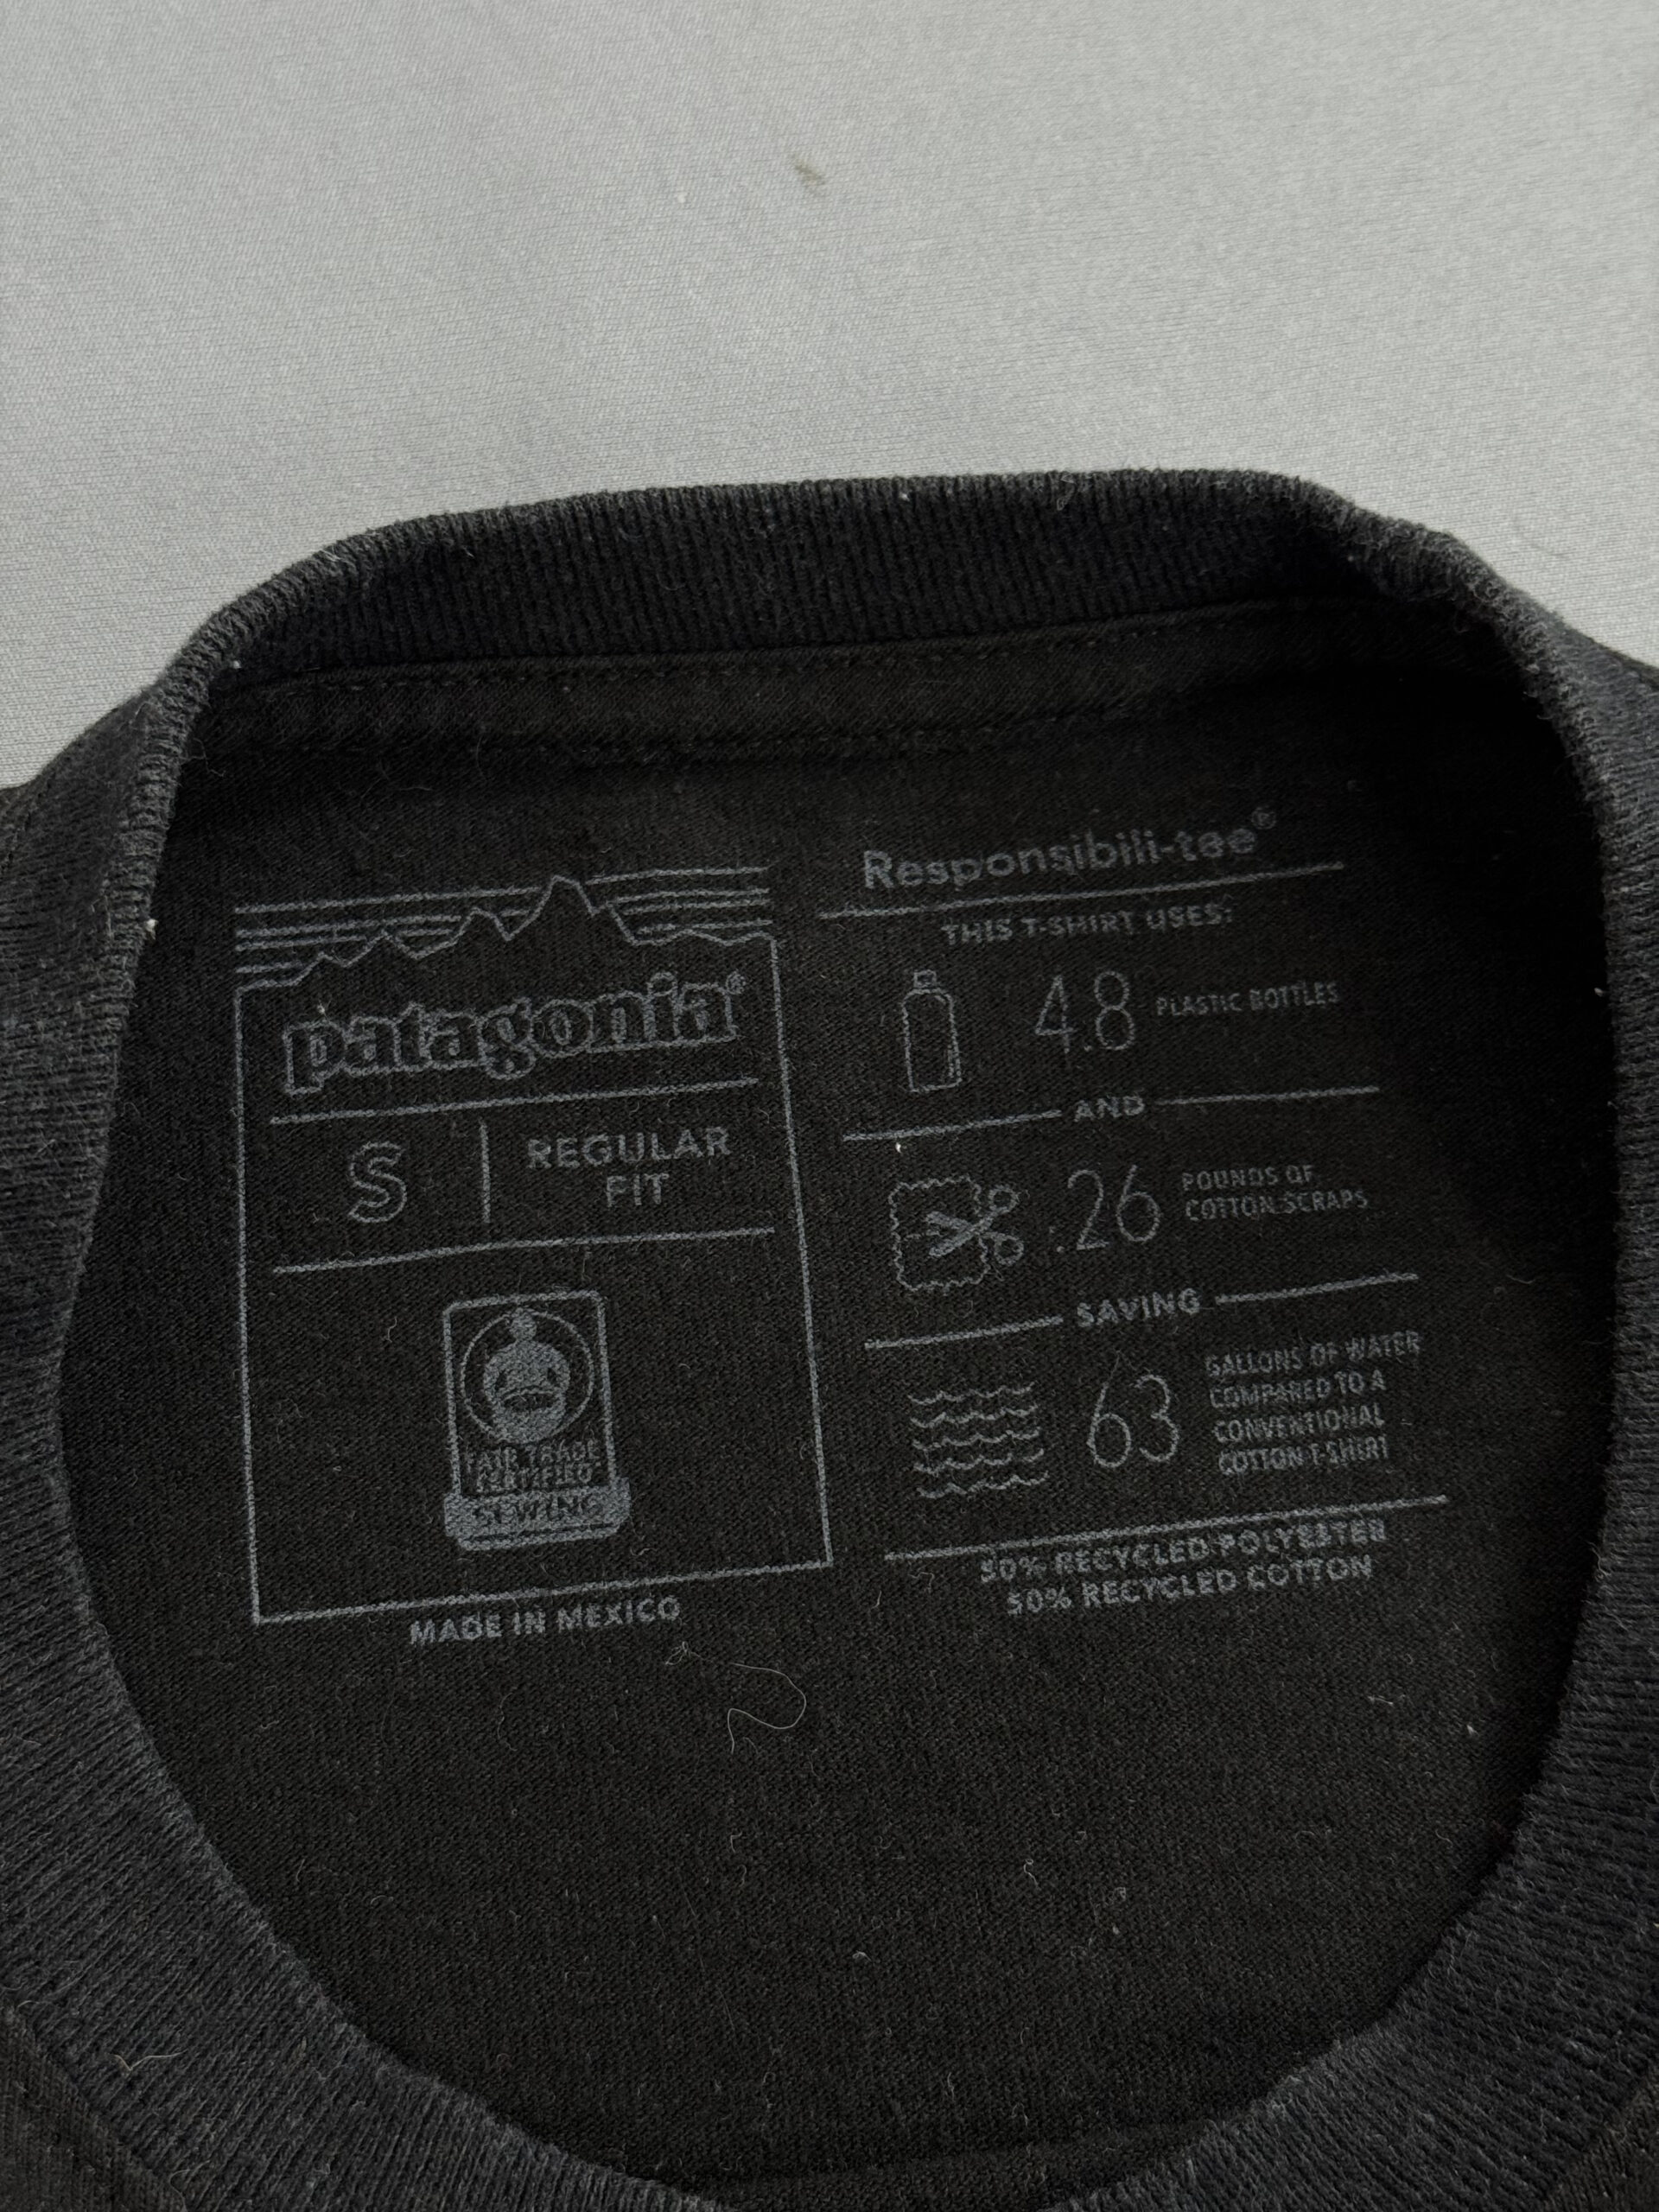 patagonia®
S
REGULAR
FIT
FAIR TRADE
CERTIFIED
SEWING
MADE IN MEXICO
Responsibili-tee®
THIS T-SHIRT USES:
4.8 PLASTIC BOTTLES
AND
.26 POUNDS OF
COTTON SCRAPS
SAVING
63 GALLONS OF WATER
COMPARED TO A
CONVENTIONAL
COTTON T-SHIRT
50% RECYCLED POLYESTER
50% RECYCLED COTTON